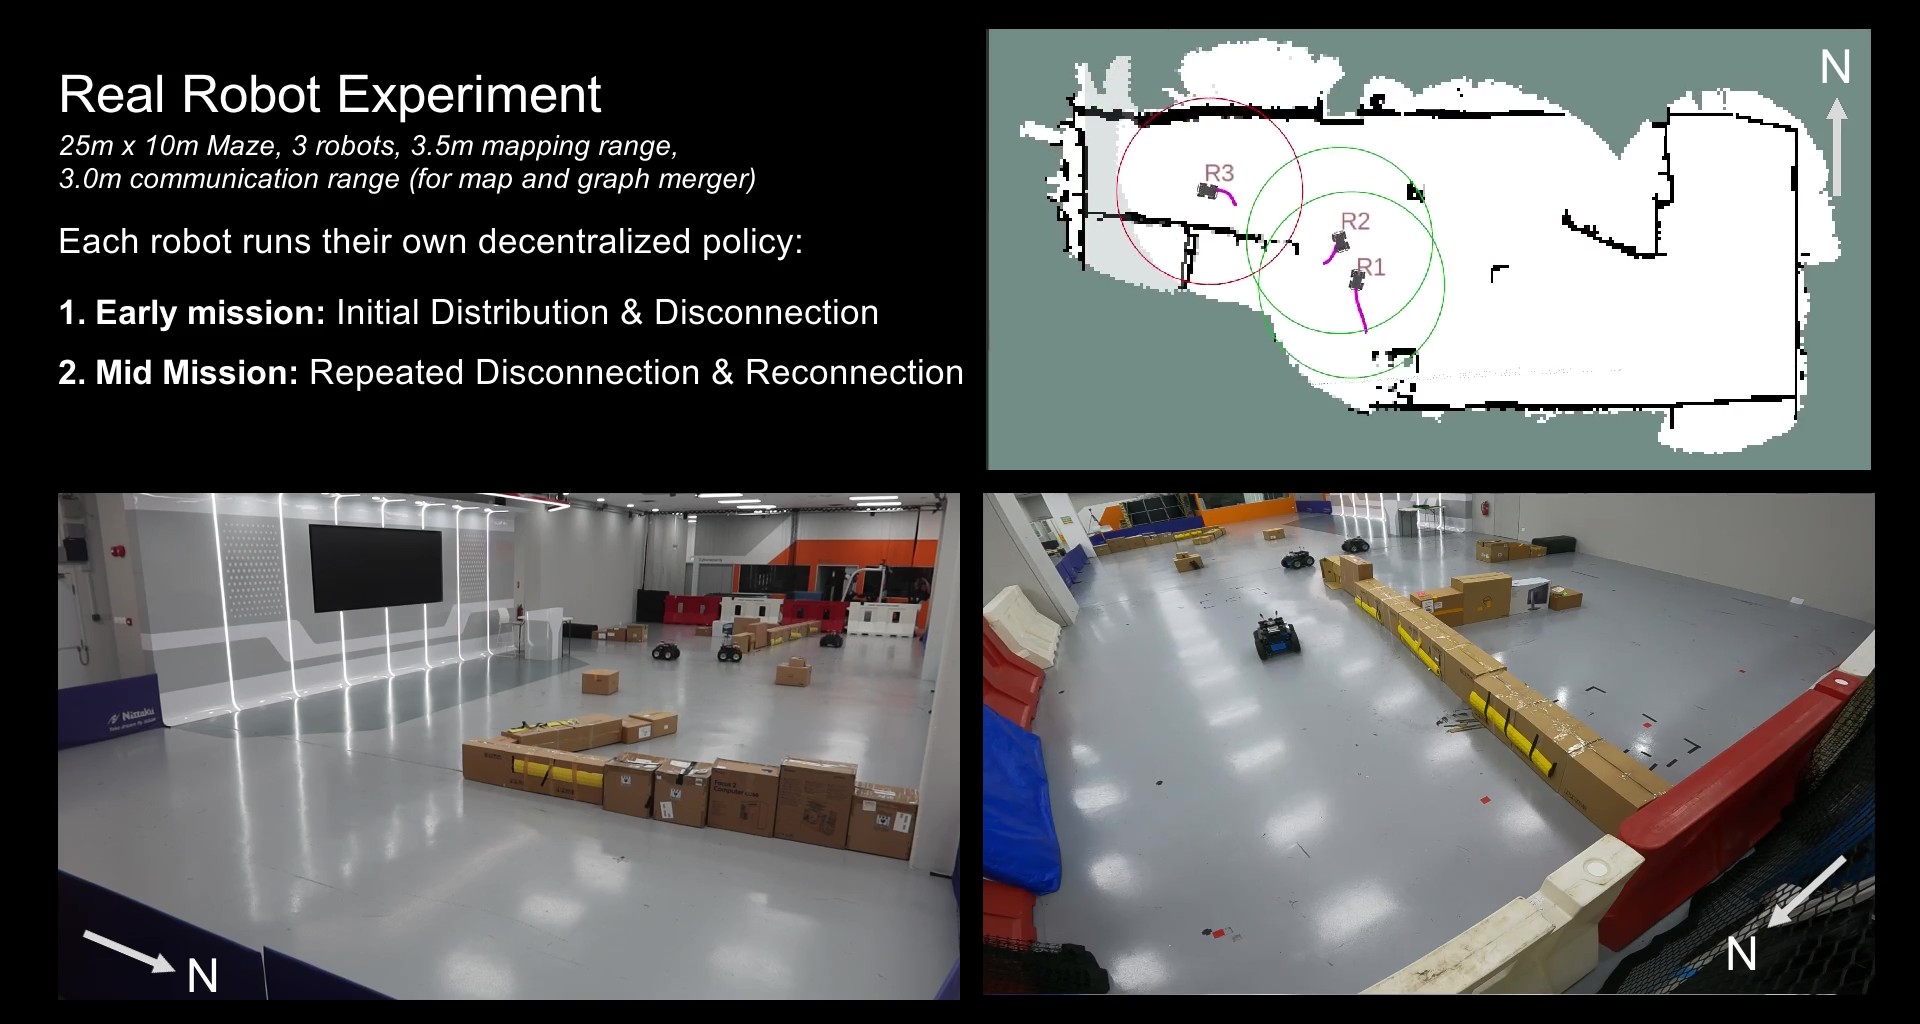 Real Robot Experiment
25m x 10m Maze, 3 robots, 3.5m mapping range,
3.0m communication range (for map and graph merger)
Each robot runs their own decentralized policy:
1. Early mission: Initial Distribution & Disconnection
2. Mid Mission: Repeated Disconnection & Reconnection
N
R3
R2
R1
Nittaku
N
N